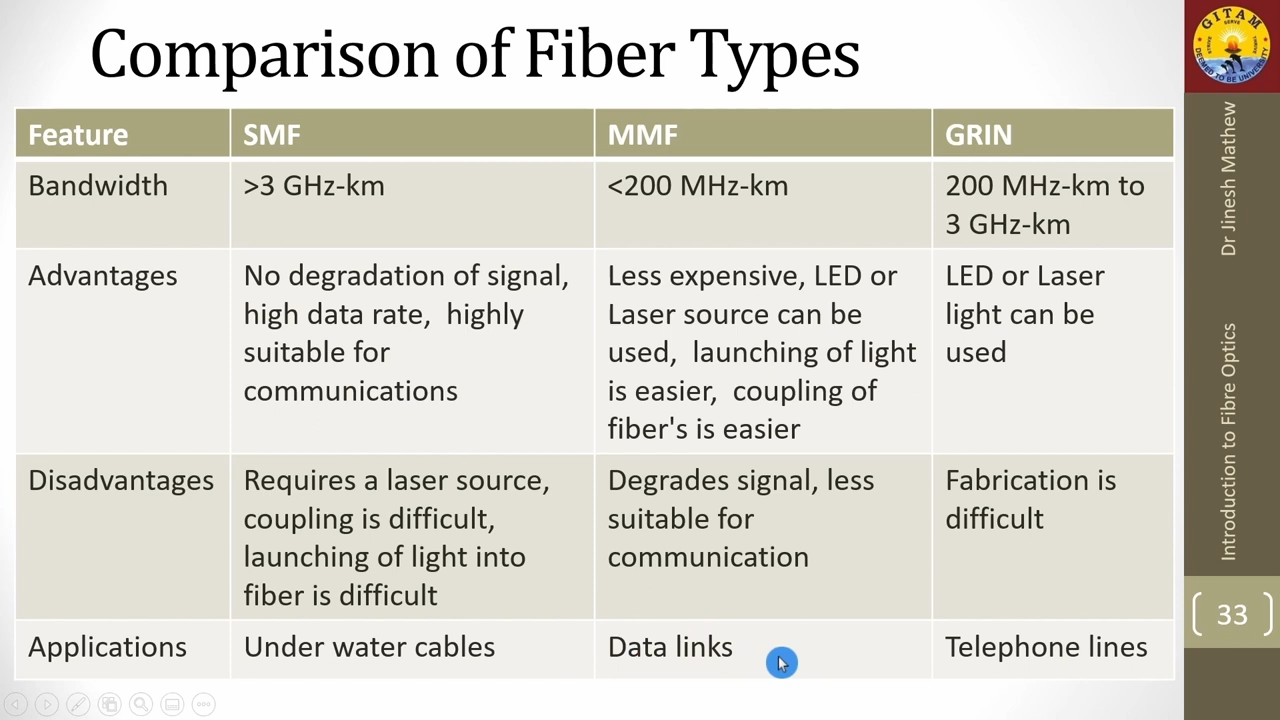 Comparison of Fiber Types
Feature
SMF
MMF
GRIN
Bandwidth
>3 GHz-km
<200 MHz-km
200 MHz-km to
3 GHz-km
Advantages
No degradation of signal,
high data rate,  highly
suitable for
communications
Less expensive, LED or
Laser source can be
used,  launching of light
is easier,  coupling of
fiber's is easier
LED or Laser
light can be
used
Disadvantages
Requires a laser source,
coupling is difficult,
launching of light into
fiber is difficult
Degrades signal, less
suitable for
communication
Fabrication is
difficult
Applications
Under water cables
Data links
Telephone lines
GITAM
DEEMED TO BE UNIVERSITY
Dr Jinesh Mathew
Introduction to Fibre Optics
33